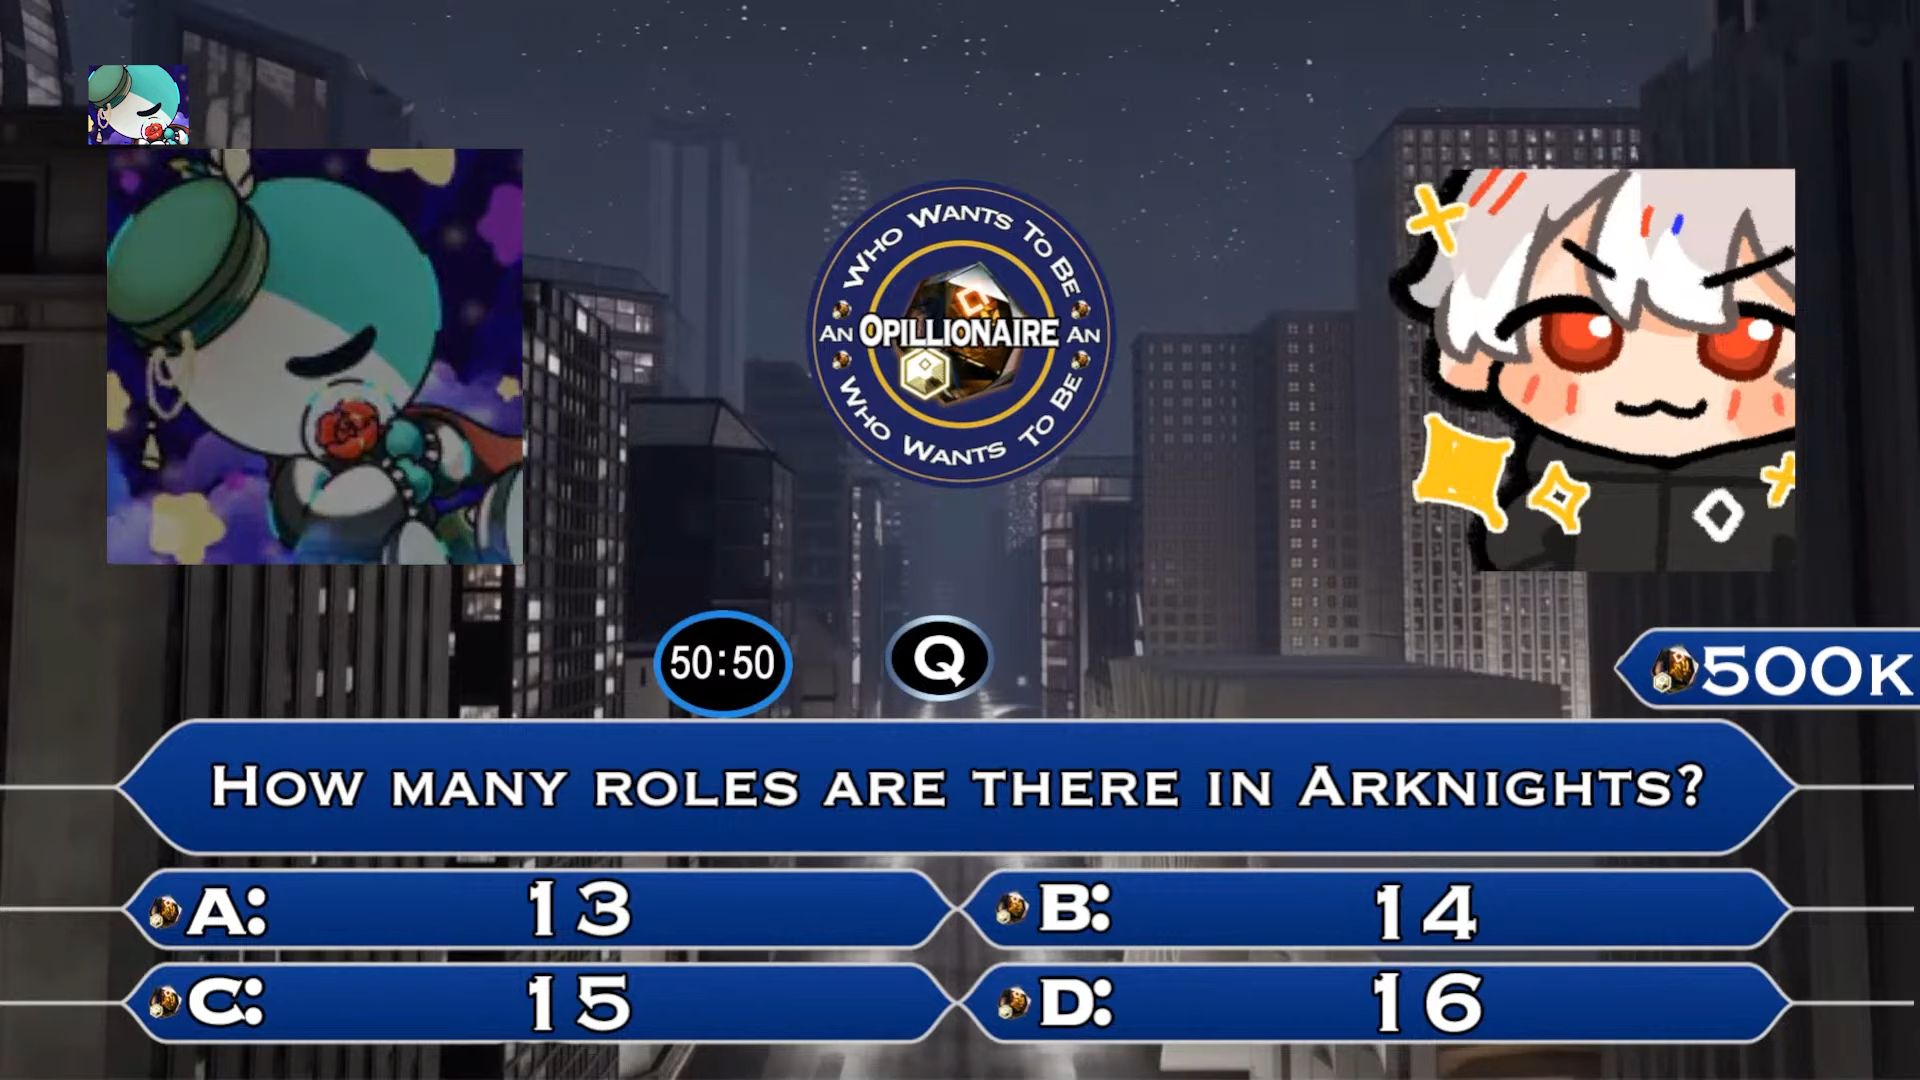 WHO WANTS TO BE
AN OPILLIONAIRE AN
WHO WANTS TO BE
50:50
Q
500K
HOW MANY ROLES ARE THERE IN ARKNIGHTS?
A: 13
B: 14
C: 15
D: 16